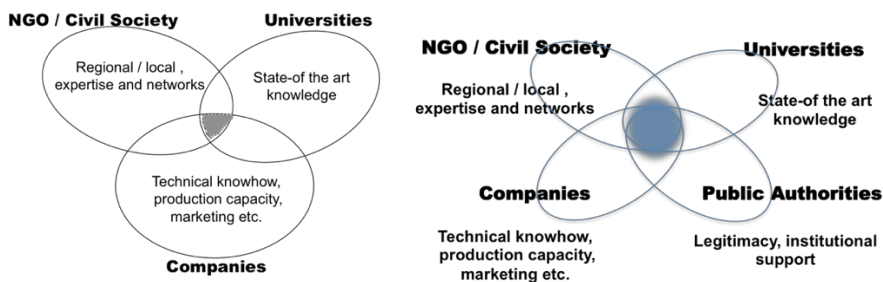 NGO / Civil Society
Universities
Regional / local ,
expertise and networks
State-of the art
knowledge
Technical knowhow,
production capacity,
marketing etc.
Companies
NGO / Civil Society
Universities
Regional / local ,
expertise and networks
State-of the art
knowledge
Companies
Public Authorities
Technical knowhow,
production capacity,
marketing etc.
Legitimacy, institutional
support